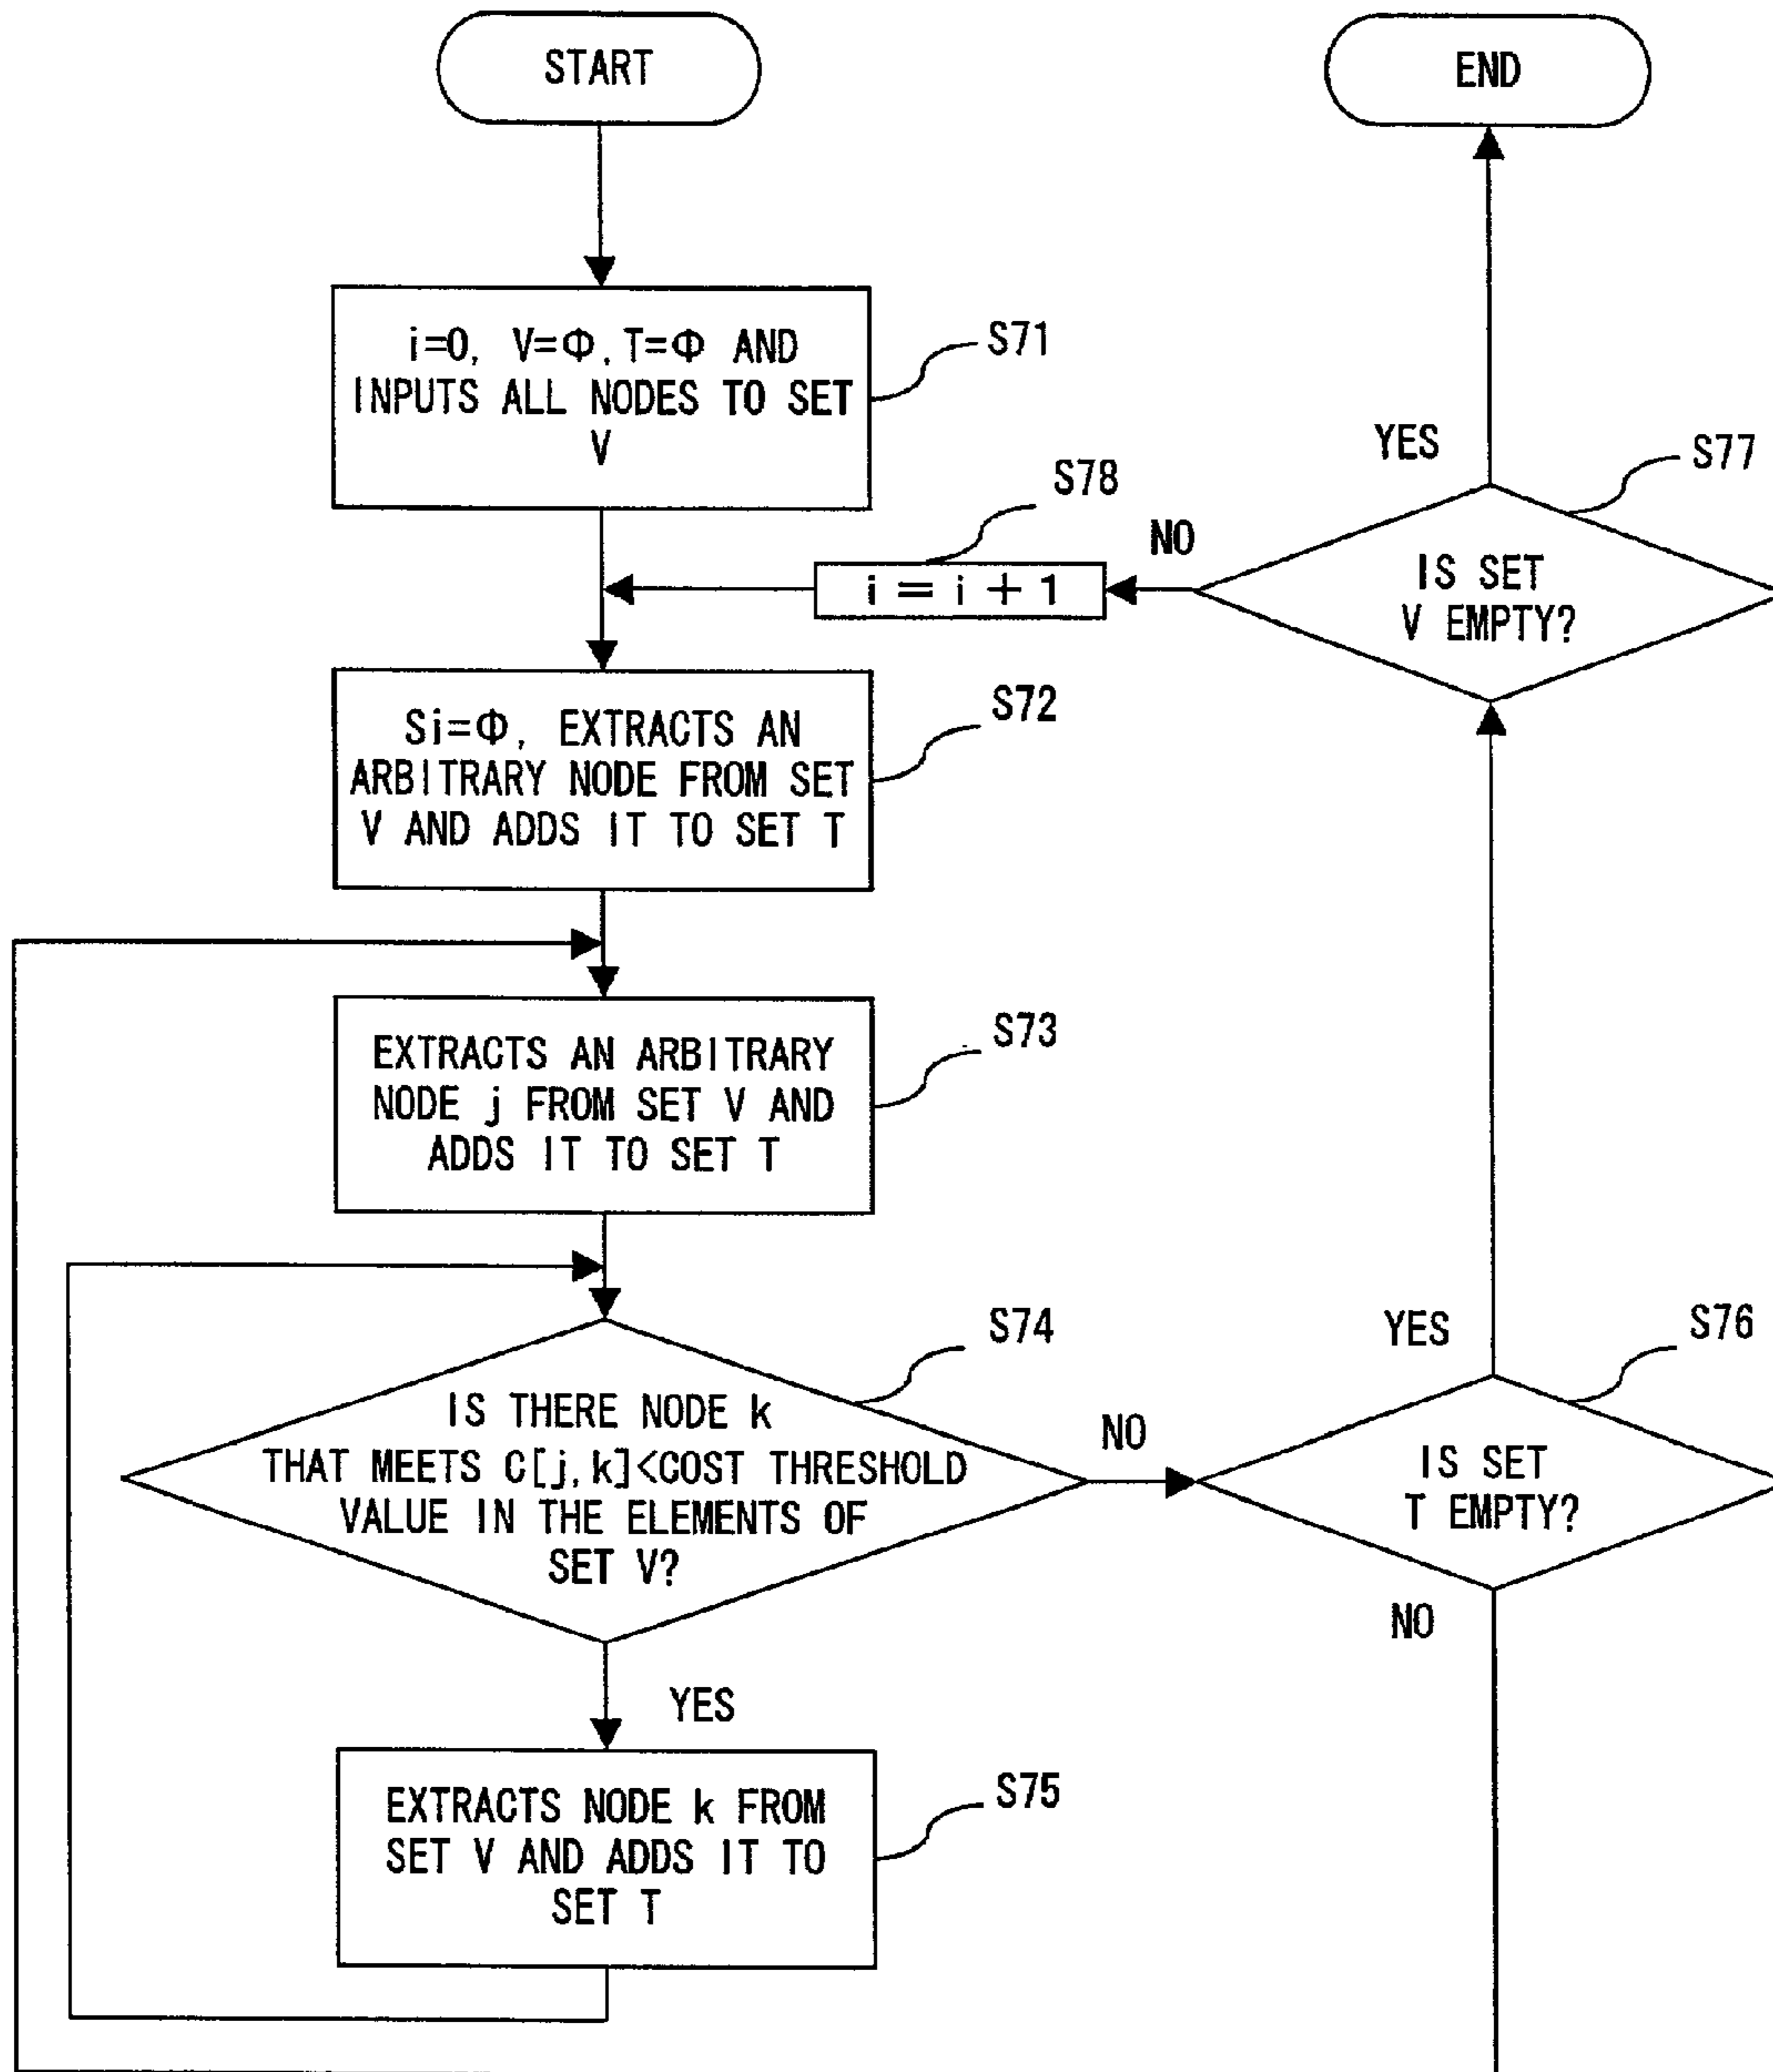 START
i=0, V=Φ, T=Φ AND
INPUTS ALL NODES TO SET
V
S71
Si=Φ, EXTRACTS AN
ARBITRARY NODE FROM SET
V AND ADDS IT TO SET T
S72
EXTRACTS AN ARBITRARY
NODE j FROM SET V AND
ADDS IT TO SET T
S73
IS THERE NODE k
THAT MEETS C[j,k]<COST THRESHOLD
VALUE IN THE ELEMENTS OF
SET V?
S74
YES
NO
EXTRACTS NODE k FROM
SET V AND ADDS IT TO
SET T
S75
IS SET
T EMPTY?
S76
YES
NO
IS SET
V EMPTY?
S77
YES
NO
i = i + 1
S78
END